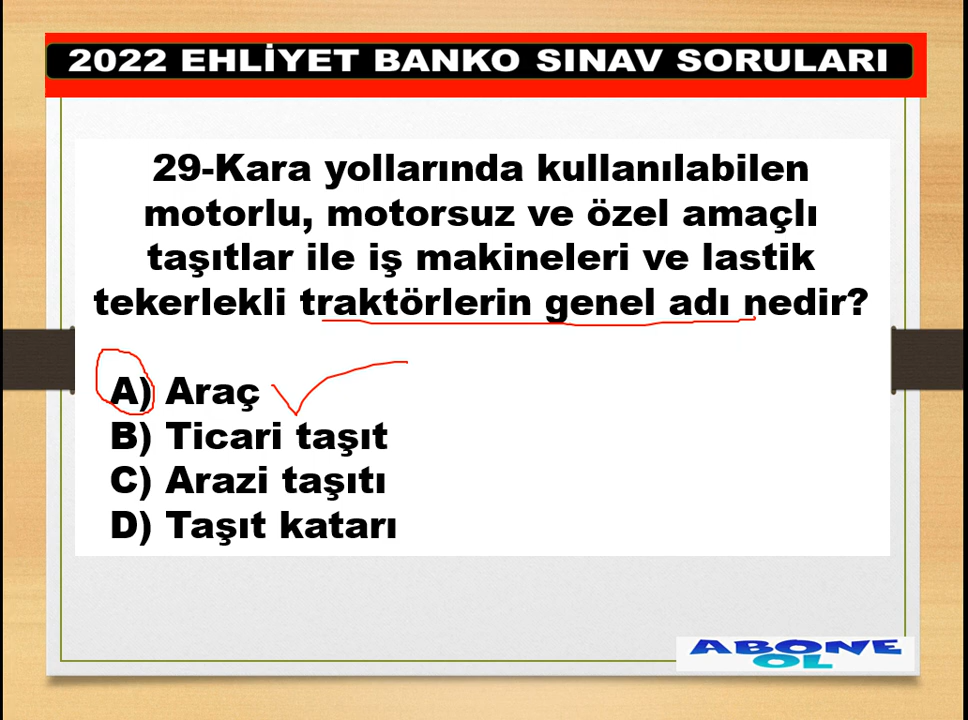 2022 EHLİYET BANKO SINAV SORULARI
29-Kara yollarında kullanılabilen
motorlu, motorsuz ve özel amaçlı
taşıtlar ile iş makineleri ve lastik
tekerlekli traktörlerin genel adı nedir?
A) Araç
B) Ticari taşıt
C) Arazi taşıtı
D) Taşıt katarı
ABONE
OL